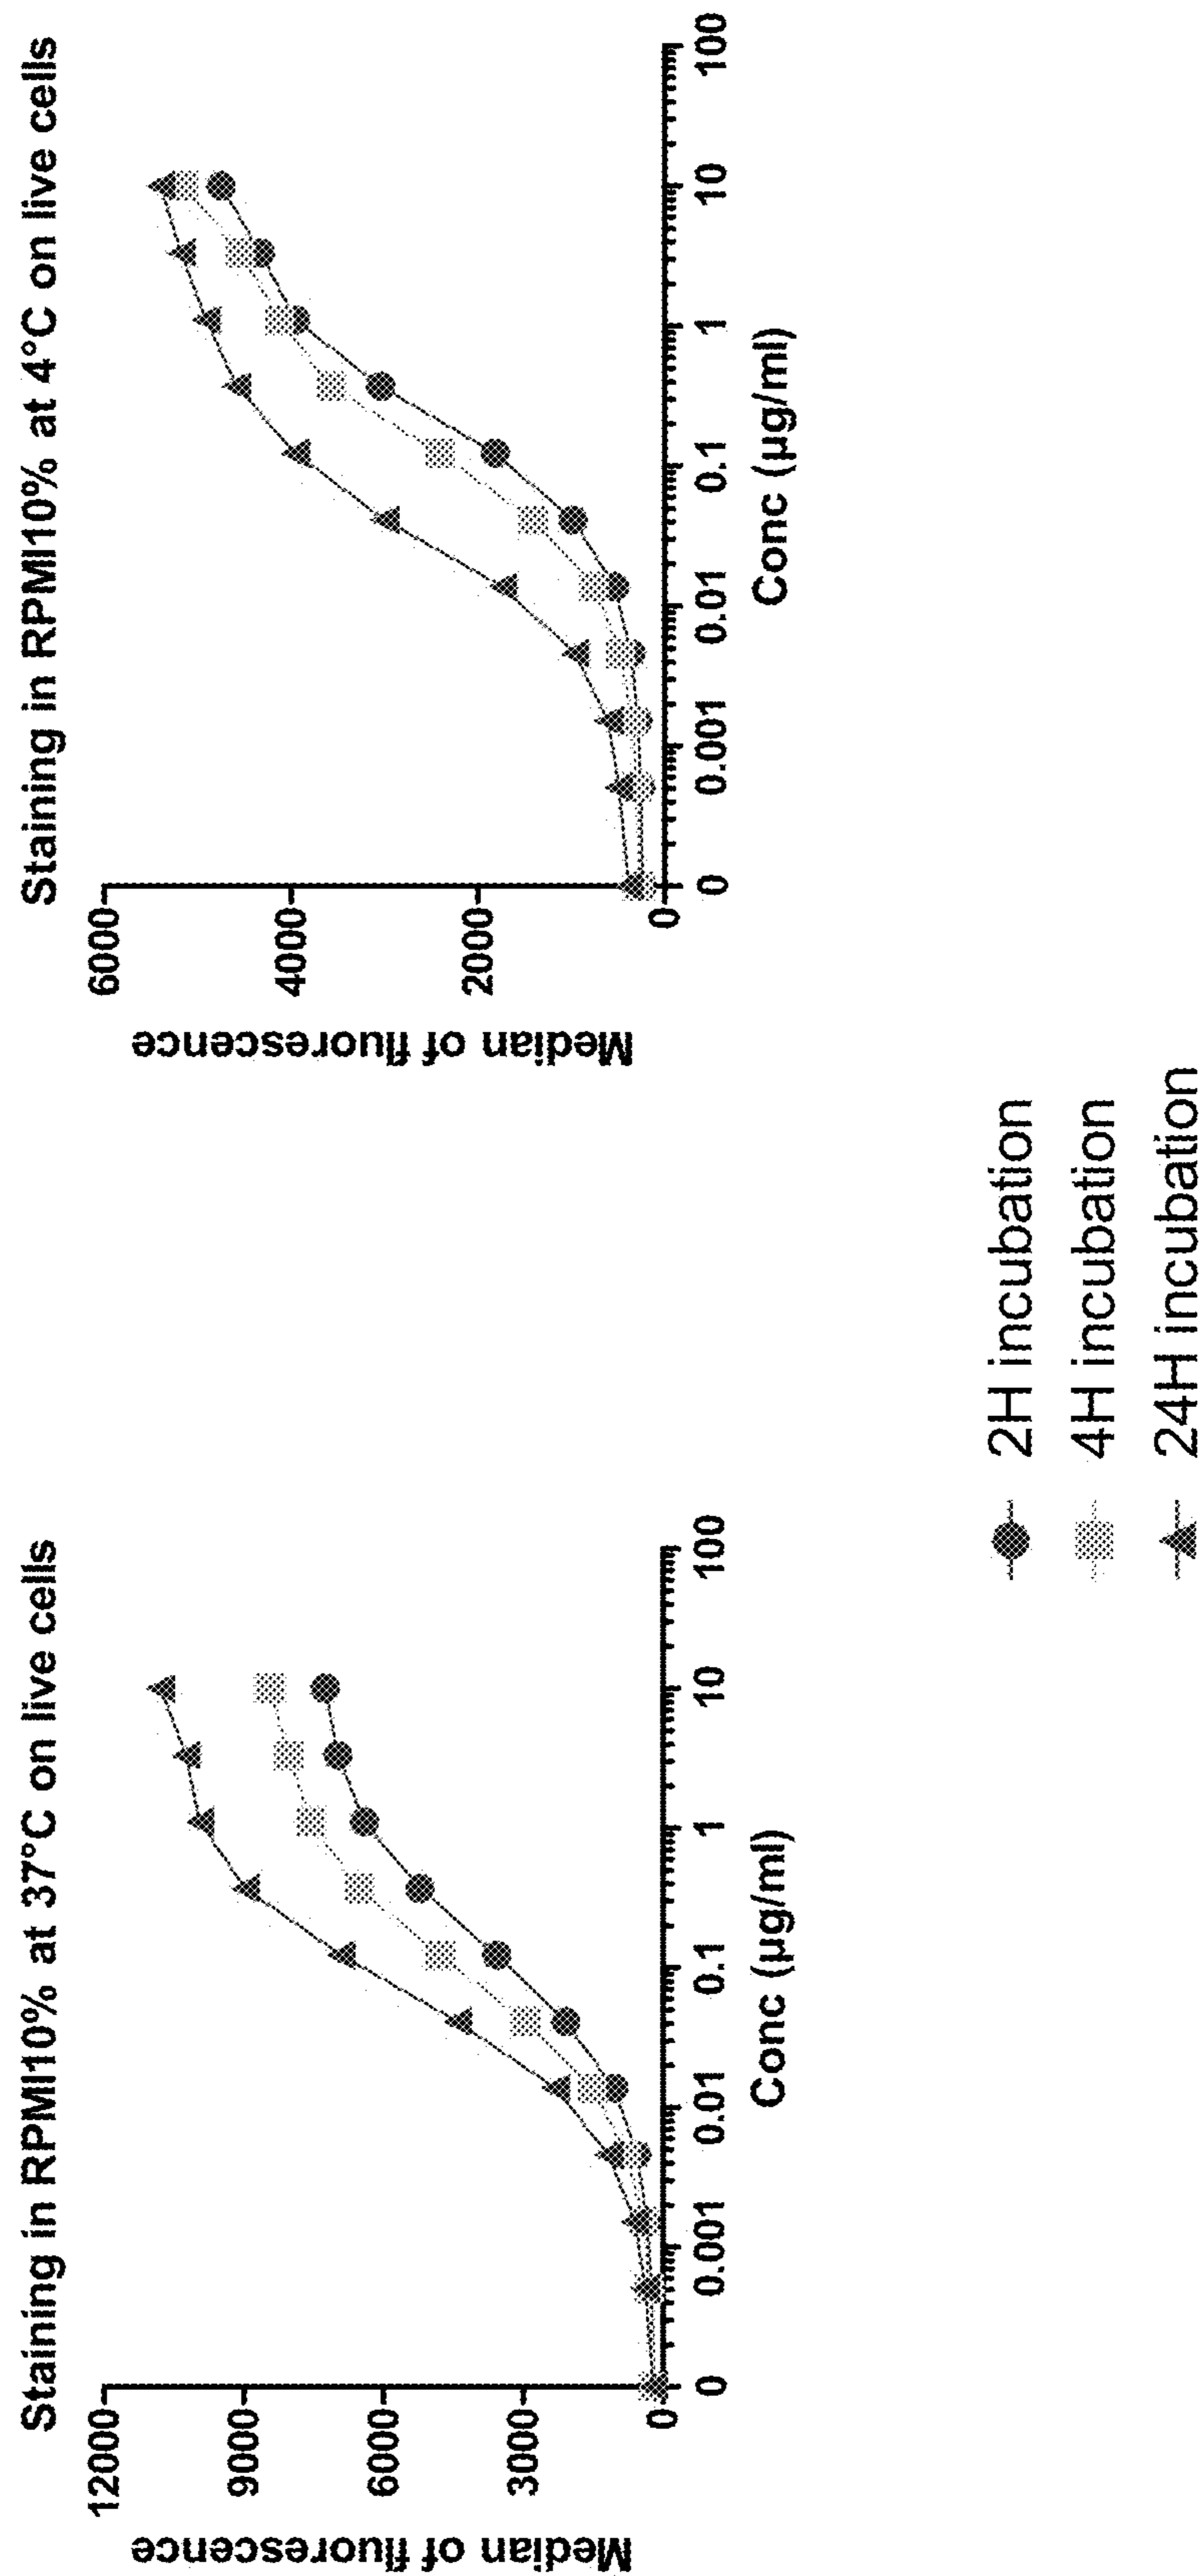 Staining in RPMI10% at 37°C on live cells
Median of fluorescence
12000
9000
6000
3000
0
0
0.001
0.01
0.1
1
10
100
Conc (µg/ml)
Staining in RPMI10% at 4°C on live cells
Median of fluorescence
6000
4000
2000
0
0
0.001
0.01
0.1
1
10
100
Conc (µg/ml)
2H incubation
4H incubation
24H incubation